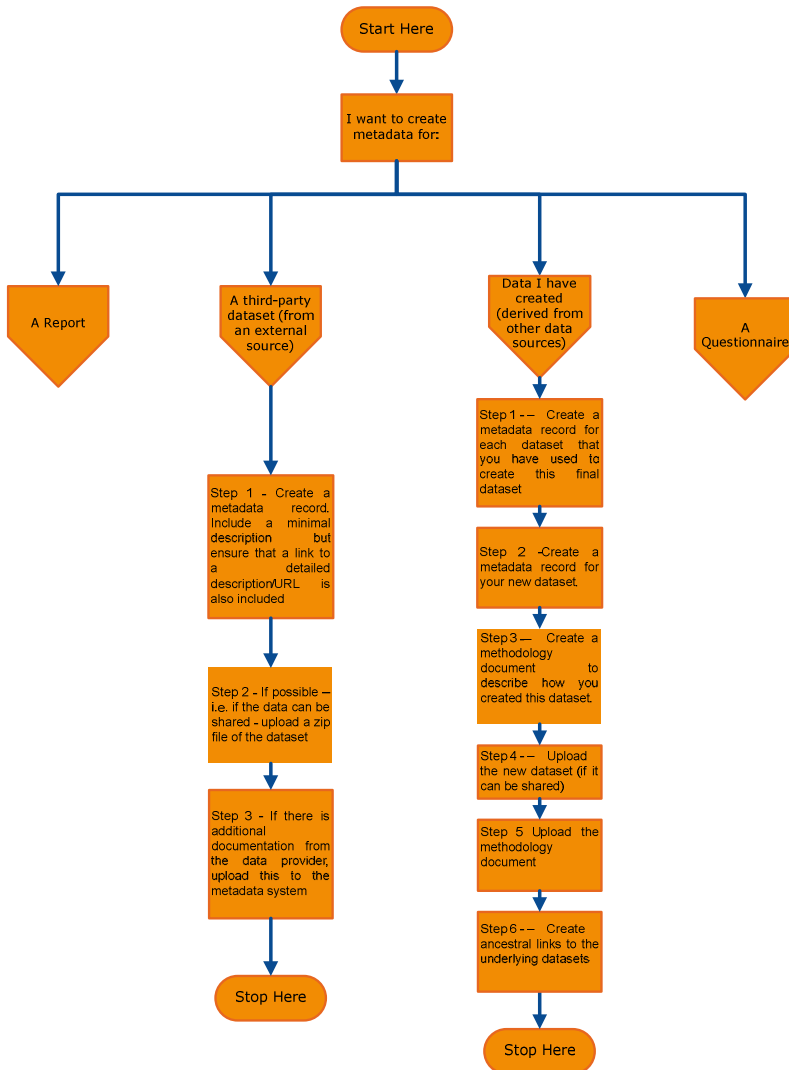 Start Here
I want to create
metadata for:
A Report
A third-party
dataset (from
an external
source)
Data I have
created
(derived from
other data
sources)
A
Questionnaire
Step 1 - Create a
metadata record.
Include a minimal
description but
ensure that a link to
a detailed
description/URL is
also included
Step 2 - If possible –
i.e. if the data can be
shared - upload a zip
file of the dataset
Step 3 - If there is
additional
documentation from
the data provider,
upload this to the
metadata system
Stop Here
Step 1 - – Create a
metadata record for
each dataset that
you have used to
create this final
dataset
Step 2 -Create a
metadata record for
your new dataset.
Step 3 -– Create a
methodology
document to
describe how you
created this dataset.
Step 4 -– Upload
the new dataset (if it
can be shared)
Step 5 Upload the
methodology
document
Step 6 -– Create
ancestral links to the
underlying datasets
Stop Here